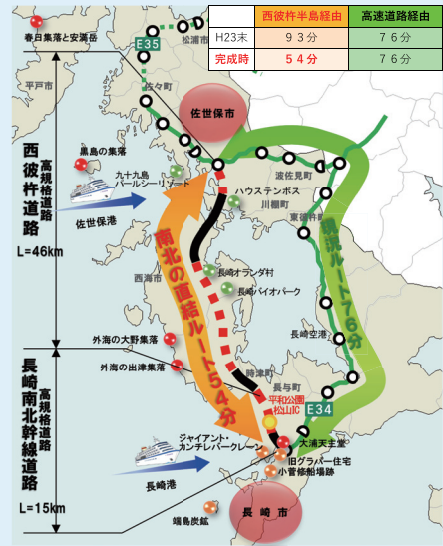 西彼杵半島経由
高速道路経由
H23末
93分
76分
完成時
54分
76分
春日集落と安満岳
平戸市
松浦市
E35
佐々町
佐世保市
黒島の集落
九十九島
パールシーリゾート
佐世保港
ハウステンボス
波佐見町
川棚町
東彼杵町
西彼杵道路
高規格道路
L=46km
南北の直結ルート54分
現況ルート76分
西海市
長崎オランダ村
長崎バイオパーク
長崎空港
外海の大野集落
外海の出津集落
時津町
長与町
平和公園
松山IC
E34
長崎南北幹線道路
高規格道路
L=15km
ジャイアント・
カンチレバークレーン
大浦天主堂
旧グラバー住宅
小菅修船場跡
長崎港
端島炭鉱
長崎市